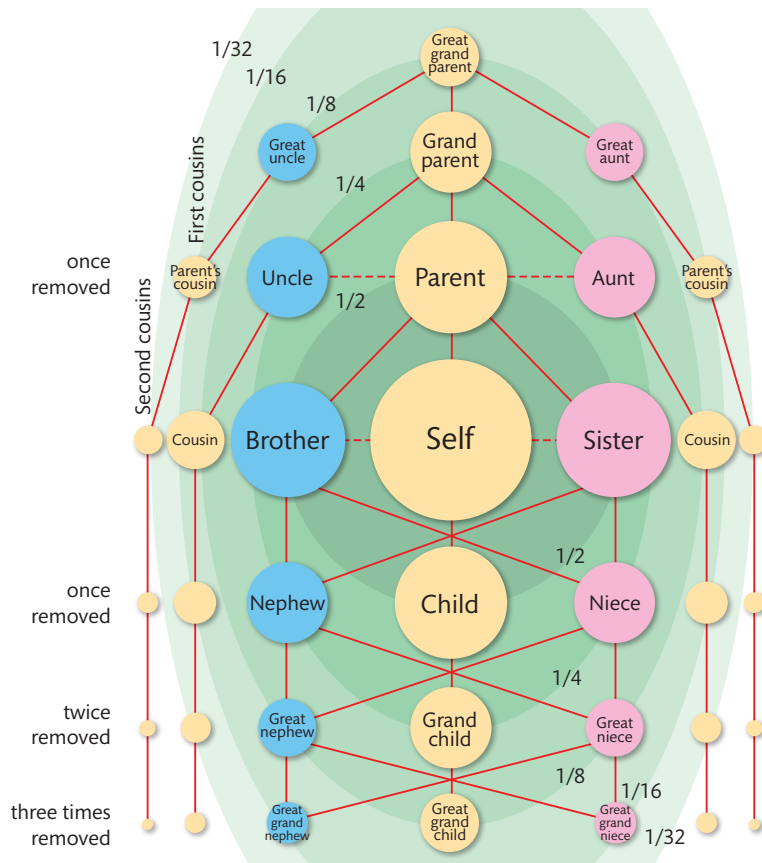 1/32
Great
grand
parent
1/16
1/8
Great
uncle
Grand
parent
Great
aunt
First cousins
1/4
once
removed
Parent's
cousin
Uncle
Parent
Aunt
Parent's
cousin
1/2
Second cousins
Cousin
Brother
Self
Sister
Cousin
1/2
once
removed
Nephew
Child
Niece
1/4
twice
removed
Great
nephew
Grand
child
Great
niece
1/8
1/16
three times
removed
Great
grand
nephew
Great
grand
child
Great
grand
niece
1/32